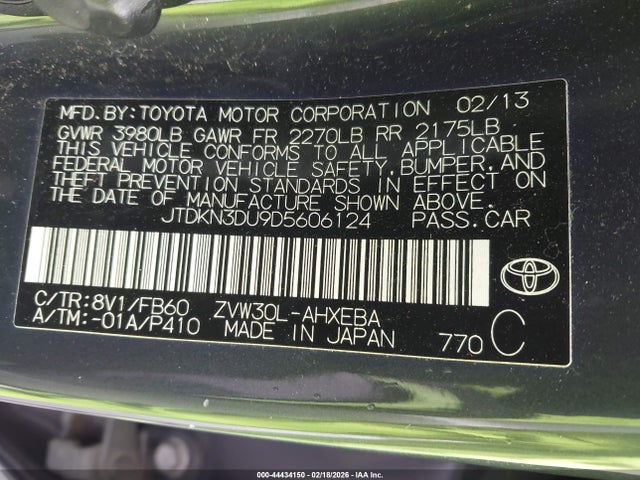 MFD.BY:TOYOTA MOTOR CORPORATION 02/13
GVWR 3980LB GAWR FR 2270LB RR 2175LB
THIS VEHICLE CONFORMS TO ALL APPLICABLE
FEDERAL MOTOR VEHICLE SAFETY, BUMPER, AND
THEFT PREVENTION STANDARDS IN EFFECT ON
THE DATE OF MANUFACTURE SHOWN ABOVE.
JTDKN3DU9D5606124 PASS.CAR
C/TR:8V1/FB60 ZVW30L-AHXEBA
A/TM:-01A/P410 MADE IN JAPAN 770 C
000-44434150 | 02/18/2026 - IAA Inc.